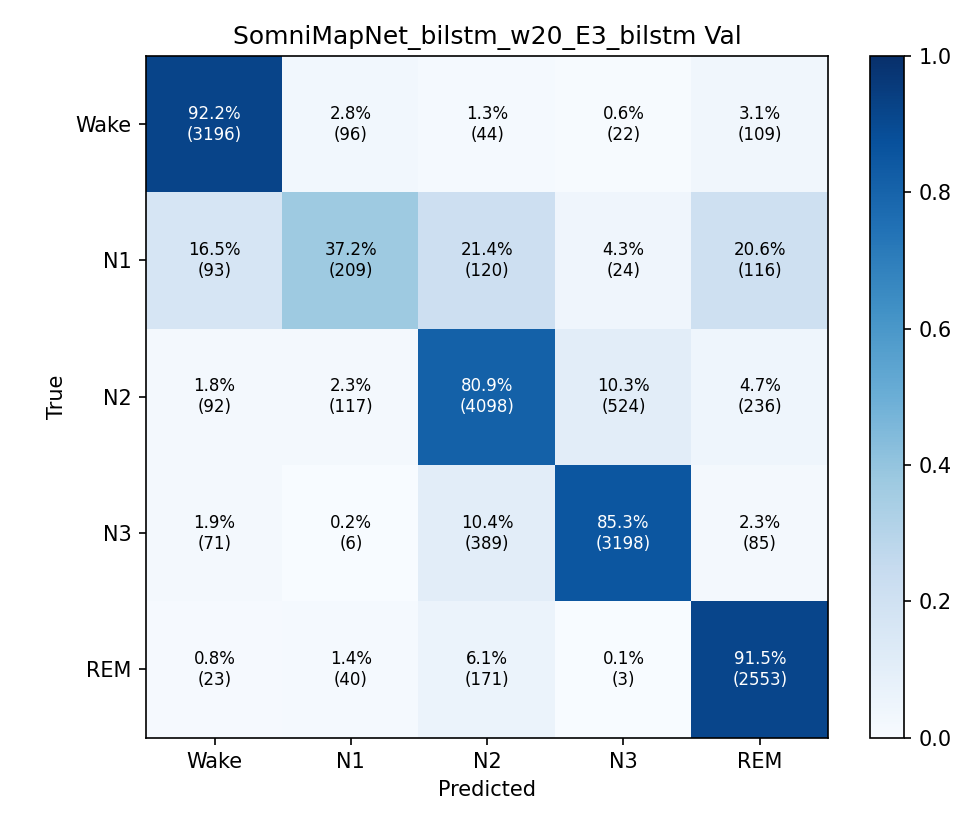 SomniMapNet_bilstm_w20_E3_bilstm Val
Wake
92.2% 2.8% 1.3% 0.6% 3.1%
(3196) (96) (44) (22) (109)
N1
16.5% 37.2% 21.4% 4.3% 20.6%
(93) (209) (120) (24) (116)
N2
1.8% 2.3% 80.9% 10.3% 4.7%
(92) (117) (4098) (524) (236)
N3
1.9% 0.2% 10.4% 85.3% 2.3%
(71) (6) (389) (3198) (85)
REM
0.8% 1.4% 6.1% 0.1% 91.5%
(23) (40) (171) (3) (2553)
True
Wake N1 N2 N3 REM
Predicted
1.0
0.8
0.6
0.4
0.2
0.0